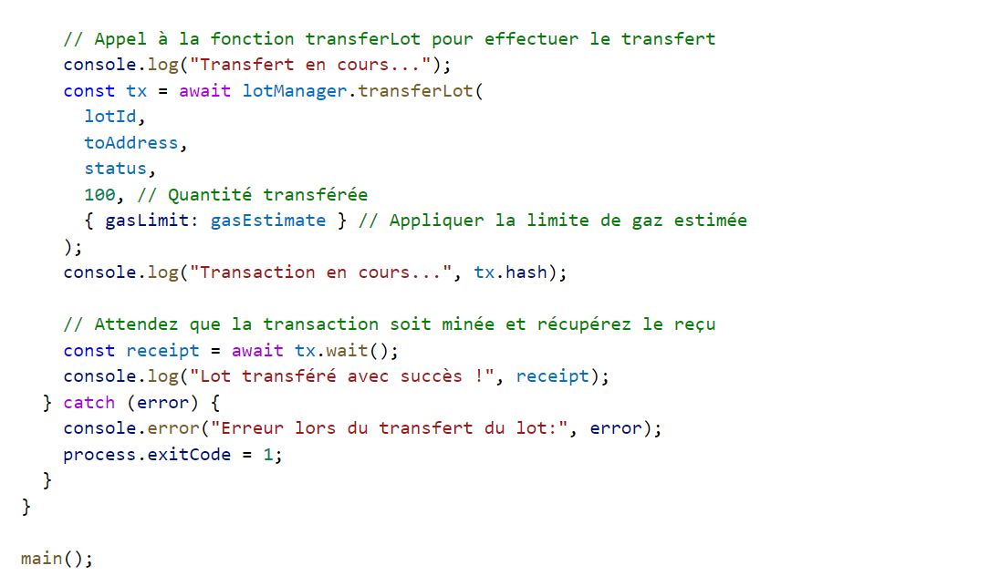 // Appel à la fonction transferLot pour effectuer le transfert
console.log("Transfert en cours...");
const tx = await lotManager.transferLot(
lotId,
toAddress,
status,
100, // Quantité transférée
{ gasLimit: gasEstimate } // Appliquer la limite de gaz estimée
);
console.log("Transaction en cours...", tx.hash);
// Attendez que la transaction soit minée et récupérez le reçu
const receipt = await tx.wait();
console.log("Lot transféré avec succès !", receipt);
} catch (error) {
console.error("Erreur lors du transfert du lot:", error);
process.exitCode = 1;
}
}
main();